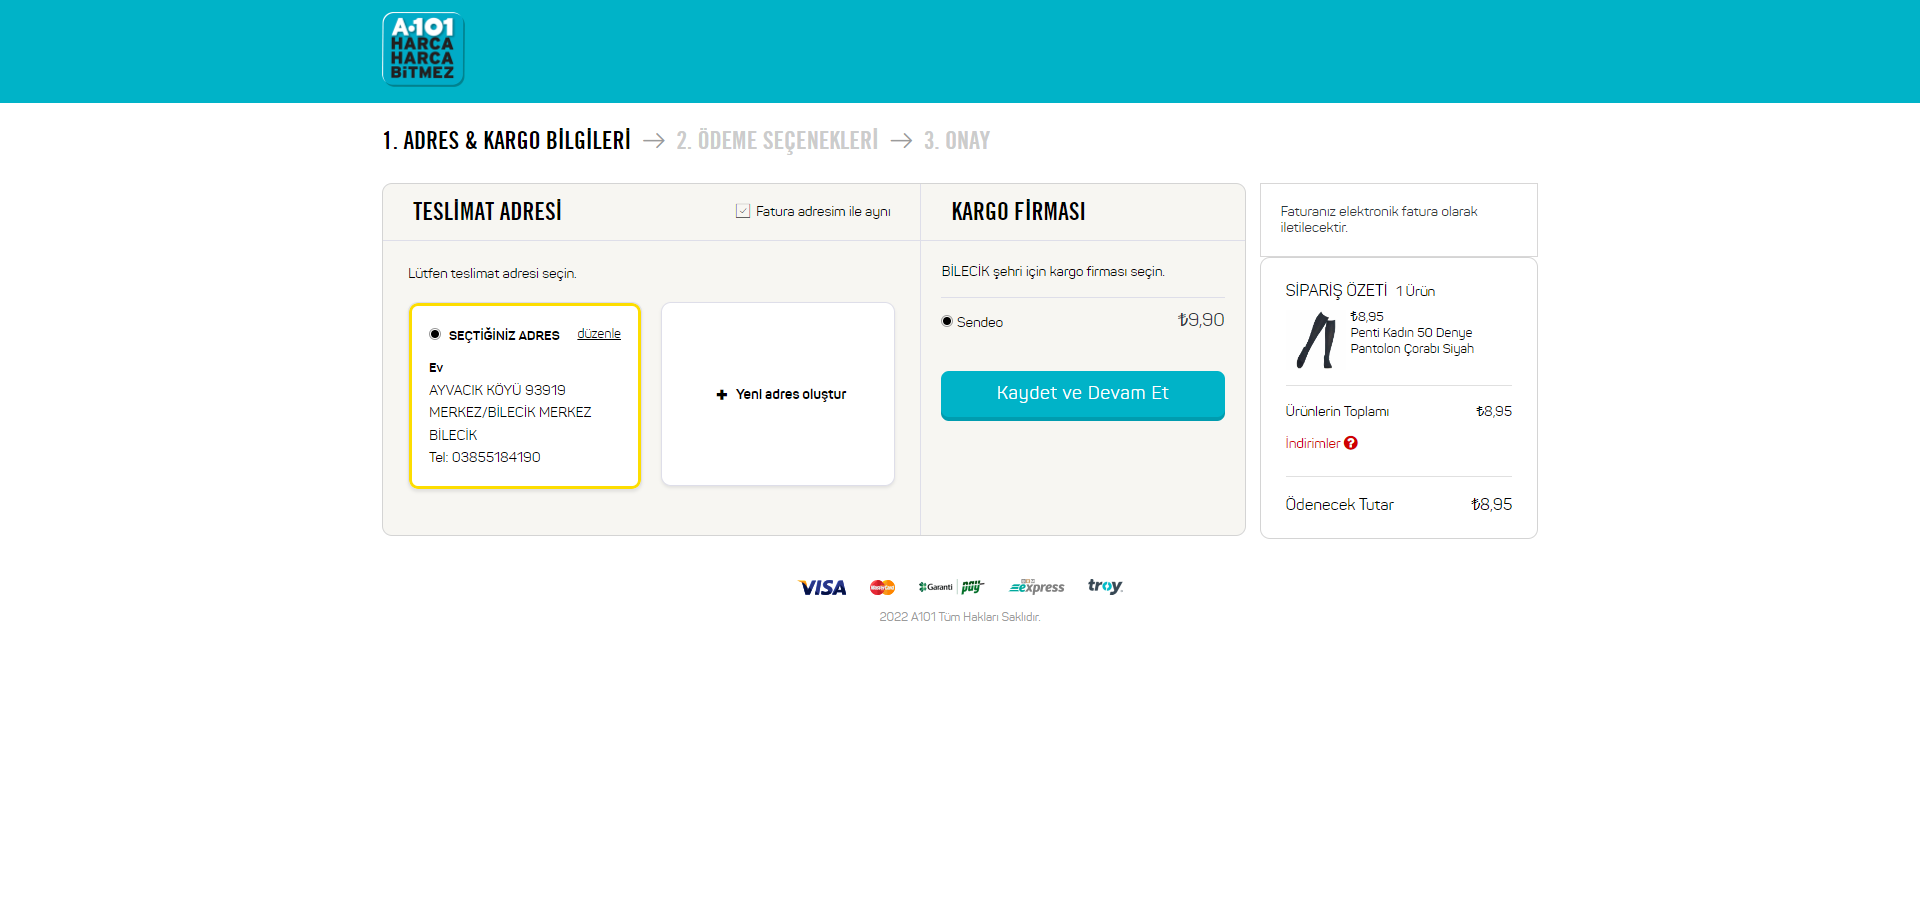 A·101
HARCA
HARCA
BİTMEZ
1. ADRES & KARGO BİLGİLERİ → 2. ÖDEME SEÇENEKLERİ → 3. ONAY
TESLİMAT ADRESİ
Fatura adresim ile aynı
Lütfen teslimat adresi seçin.
SEÇTİĞİNİZ ADRES düzenle
Ev
AYVACIK KÖYÜ 93919
MERKEZ/BİLECİK MERKEZ
BİLECİK
Tel: 03855184190
+ Yeni adres oluştur
KARGO FİRMASI
BİLECİK şehri için kargo firması seçin.
Sendeo ₺9,90
Kaydet ve Devam Et
Faturanız elektronik fatura olarak
iletilecektir.
SİPARİŞ ÖZETİ 1 Ürün
₺8,95
Penti Kadın 50 Denye
Pantolon Çorabı Siyah
Ürünlerin Toplamı ₺8,95
İndirimler ?
Ödenecek Tutar ₺8,95
VISA MasterCard Garanti pay express troy
2022 A101 Tüm Hakları Saklıdır.